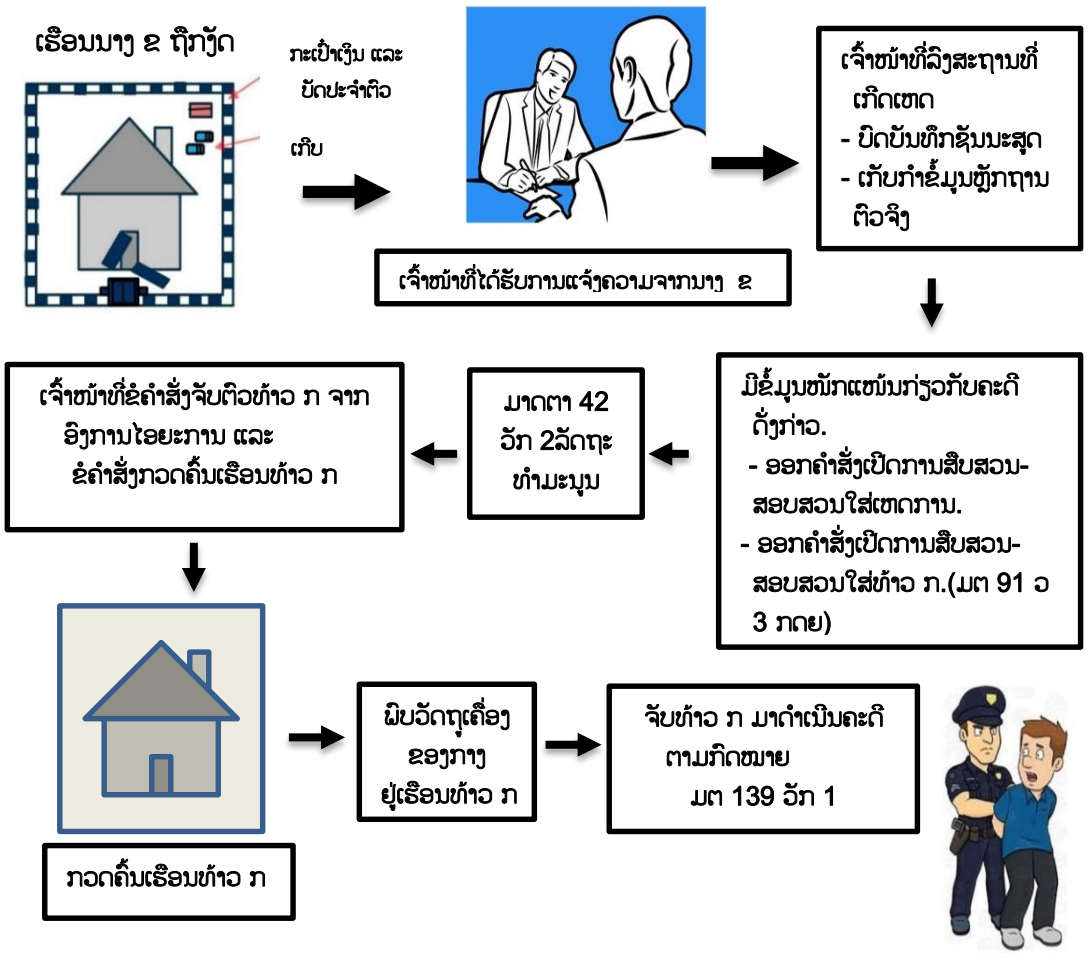 ເຮືອນນາງ ຂ ຖືກງັດ
ກະເປົ໋າເງິນ ແລະ
ບັດປະຈຳຕົວ
ເກີບ
ເຈົ້າໜ້າທີ່ໄດ້ຮັບການແຈ້ງຄວາມຈາກນາງ ຂ
ເຈົ້າໜ້າທີ່ລົງສະຖານທີ່
ເກີດເຫດ
- ບົດບັນທຶກຊັນນະສູດ
- ເກັບກຳຂໍ້ມູນຫຼັກຖານ
ຕົວຈິງ
ມີຂໍ້ມູນໜັກແໜ້ນກ່ຽວກັບຄະດີ
ດັ່ງກ່າວ.
- ອອກຄຳສັ່ງເປີດການສືບສວນ-
ສອບສວນໃສ່ເຫດການ.
- ອອກຄຳສັ່ງເປີດການສືບສວນ-
ສອບສວນໃສ່ທ້າວ ກ.(ມຕ 91 ວ
3 ກດຍ)
ມາດຕາ 42
ວັກ 2ລັດຖະ
ທຳມະນູນ
ເຈົ້າໜ້າທີ່ຂໍຄຳສັ່ງຈັບຕົວທ້າວ ກ ຈາກ
ອົງການໄອຍະການ ແລະ
ຂໍຄຳສັ່ງກວດຄົ້ນເຮືອນທ້າວ ກ
ກວດຄົ້ນເຮືອນທ້າວ ກ
ພົບວັດຖຸເຄື່ອງ
ຂອງກາງ
ຢູ່ເຮືອນທ້າວ ກ
ຈັບທ້າວ ກ ມາດຳເນີນຄະດີ
ຕາມກົດໝາຍ
ມຕ 139 ວັກ 1